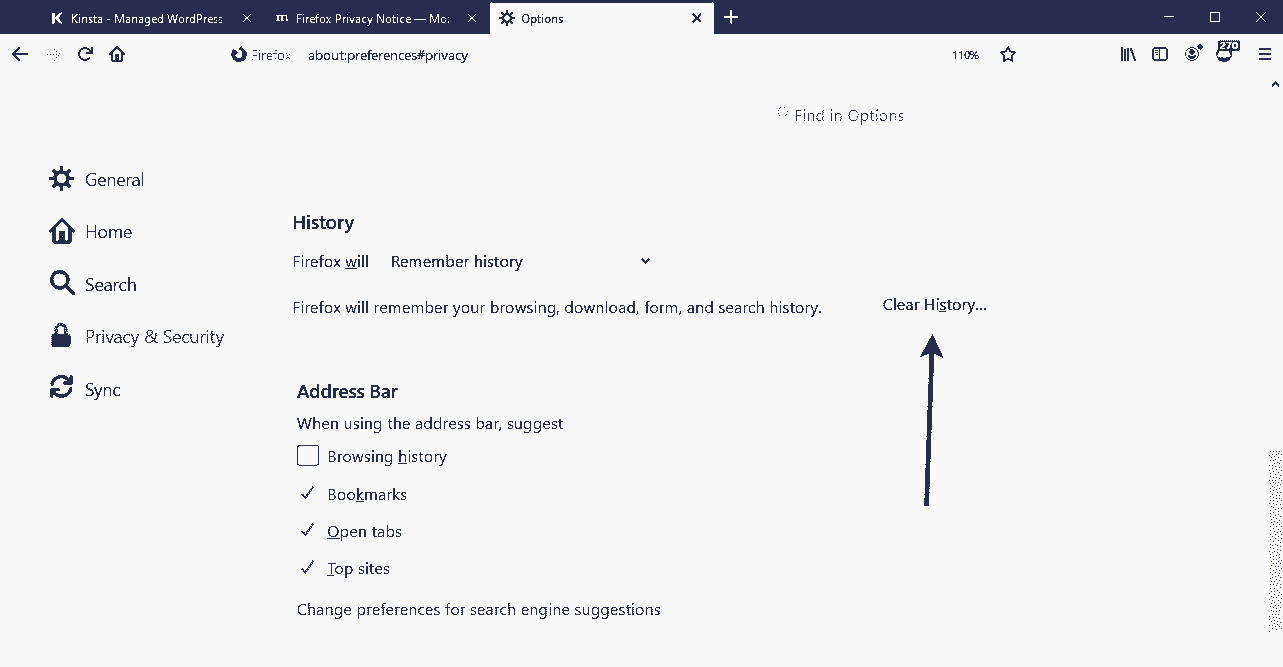 Kinsta - Managed WordPress
Firefox Privacy Notice — Moz
Options
Firefox about:preferences#privacy
110%
270
Find in Options
General
Home
Search
Privacy & Security
Sync
History
Firefox will Remember history
Firefox will remember your browsing, download, form, and search history.
Clear History...
Address Bar
When using the address bar, suggest
Browsing history
Bookmarks
Open tabs
Top sites
Change preferences for search engine suggestions